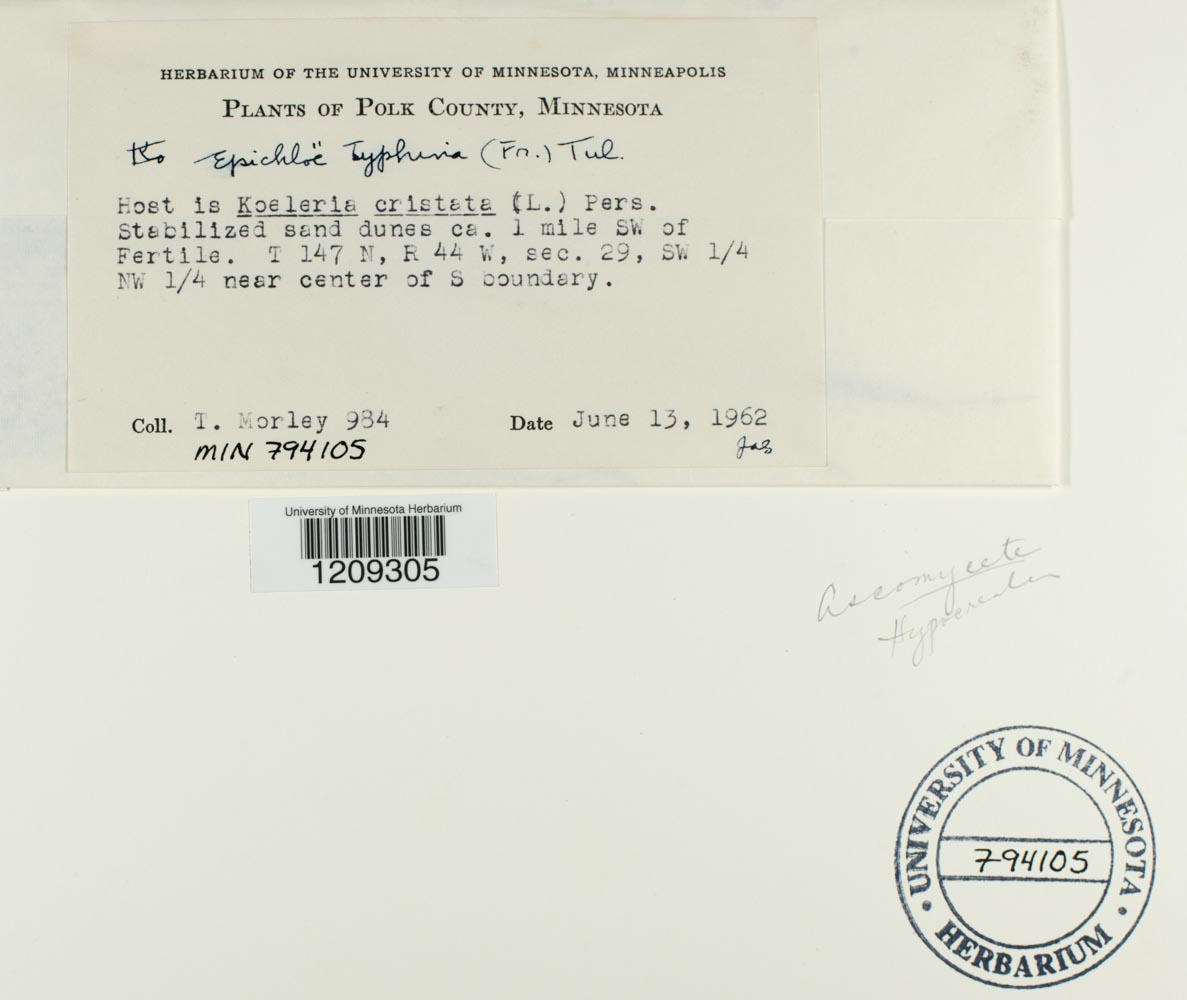 HERBARIUM OF THE UNIVERSITY OF MINNESOTA, MINNEAPOLIS
PLANTS OF POLK COUNTY, MINNESOTA
Epichloë typhina (Fr.) Tul.
Host is Koeleria cristata (L.) Pers.
Stabilized sand dunes ca. 1 mile SW of
Fertile. T 147 N, R 44 W, sec. 29, SW 1/4
NW 1/4 near center of S boundary.
Coll. T. Morley 984 Date June 13, 1962
MIN 794105
University of Minnesota Herbarium
1209305
Ascomycete
UNIVERSITY OF MINNESOTA
794105
HERBARIUM